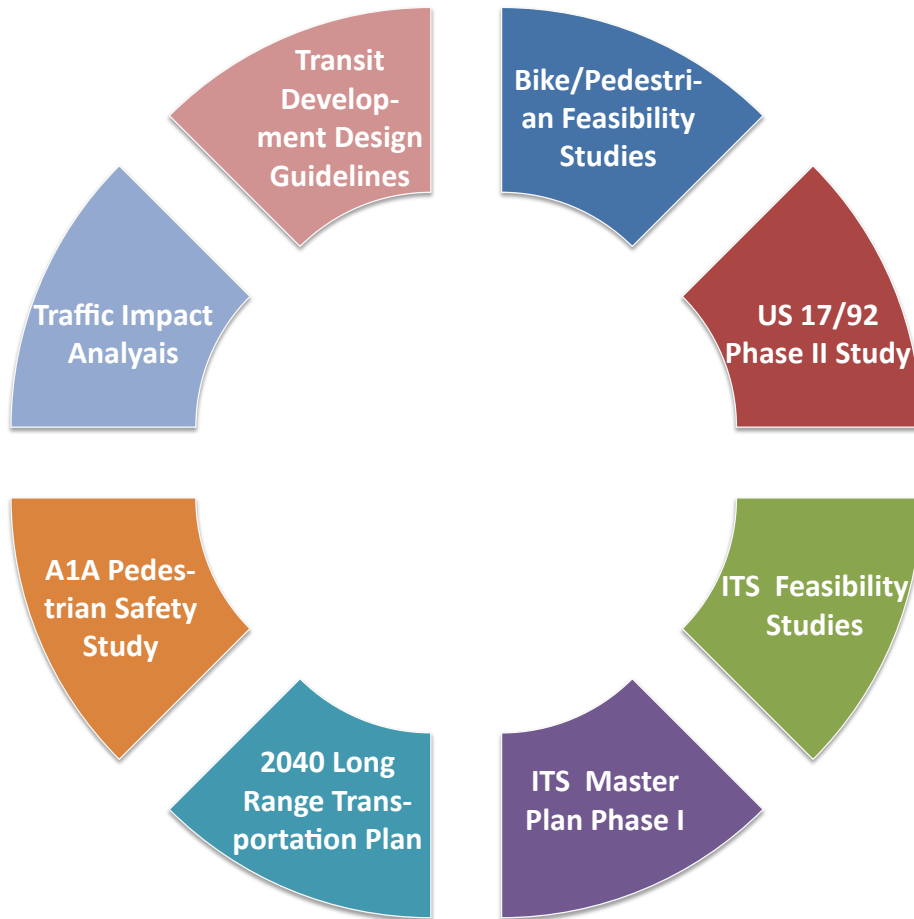 Transit
Develop-
ment Design
Guidelines
Bike/Pedestri-
an Feasibility
Studies
Traffic Impact
Analyais
US 17/92
Phase II Study
A1A Pedes-
trian Safety
Study
ITS  Feasibility
Studies
2040 Long
Range Trans-
portation Plan
ITS  Master
Plan Phase I